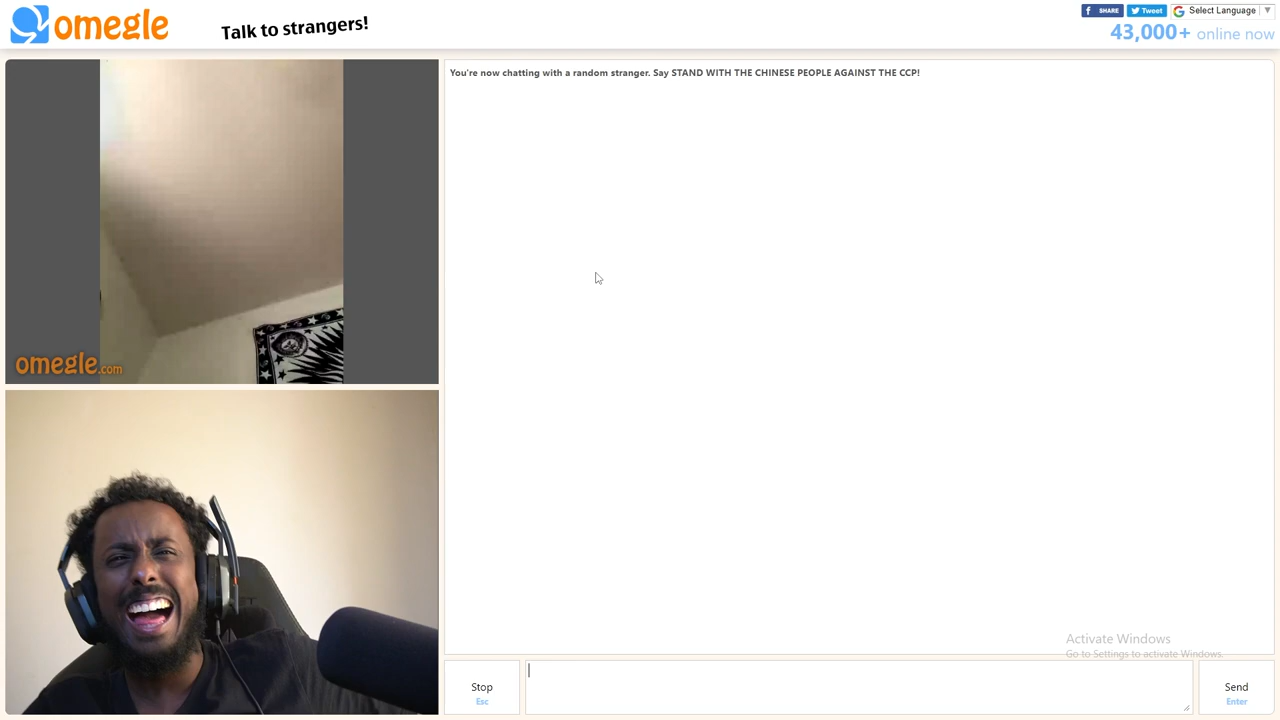 omegle
Talk to strangers!
SHARE
Tweet
Select Language
43,000+ online now
You're now chatting with a random stranger. Say STAND WITH THE CHINESE PEOPLE AGAINST THE CCP!
omegle.com
Activate Windows
Go to Settings to activate Windows.
Stop
Esc
Send
Enter